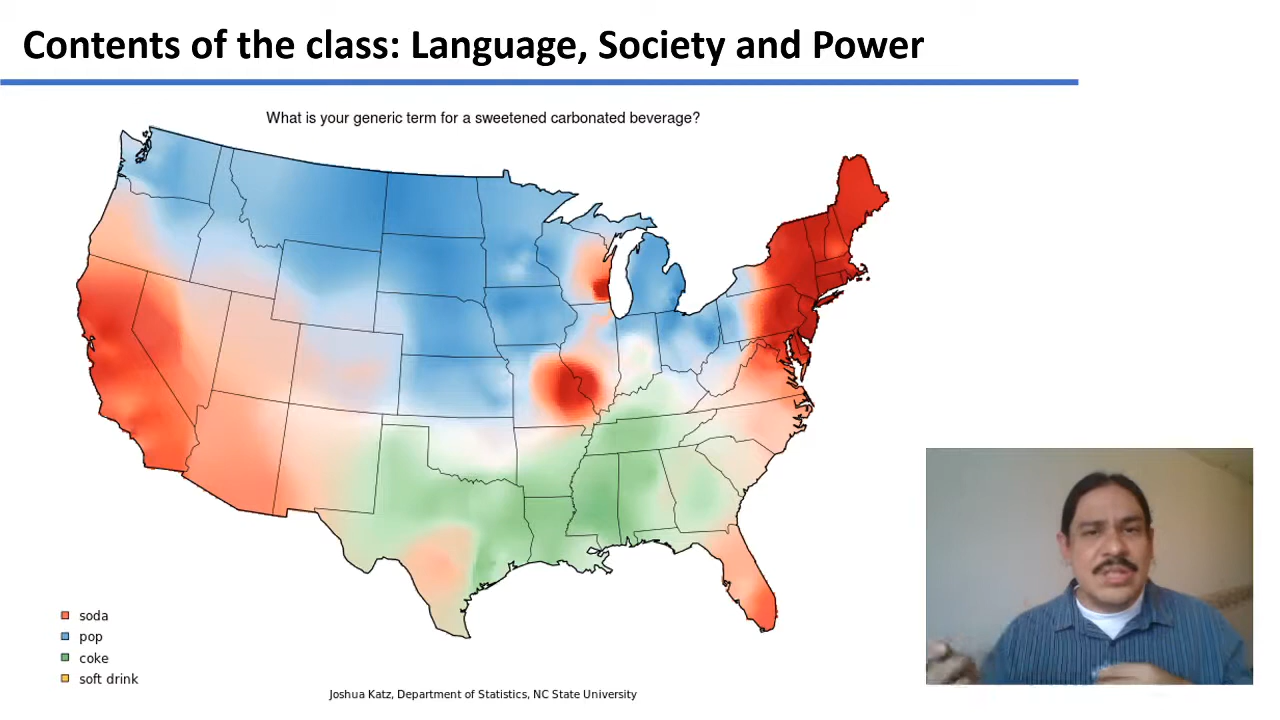 Contents of the class: Language, Society and Power
What is your generic term for a sweetened carbonated beverage?
soda
pop
coke
soft drink
Joshua Katz, Department of Statistics, NC State University